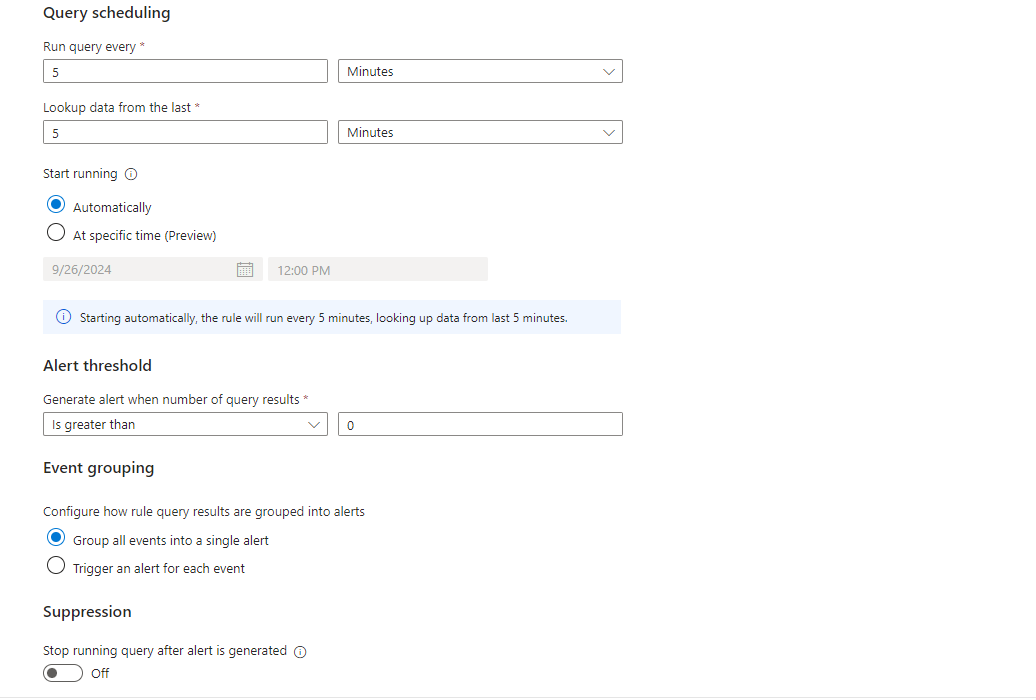 Query scheduling
Run query every *
5 Minutes
Lookup data from the last *
5 Minutes
Start running
Automatically
At specific time (Preview)
9/26/2024 12:00 PM
Starting automatically, the rule will run every 5 minutes, looking up data from last 5 minutes.
Alert threshold
Generate alert when number of query results *
Is greater than 0
Event grouping
Configure how rule query results are grouped into alerts
Group all events into a single alert
Trigger an alert for each event
Suppression
Stop running query after alert is generated
Off